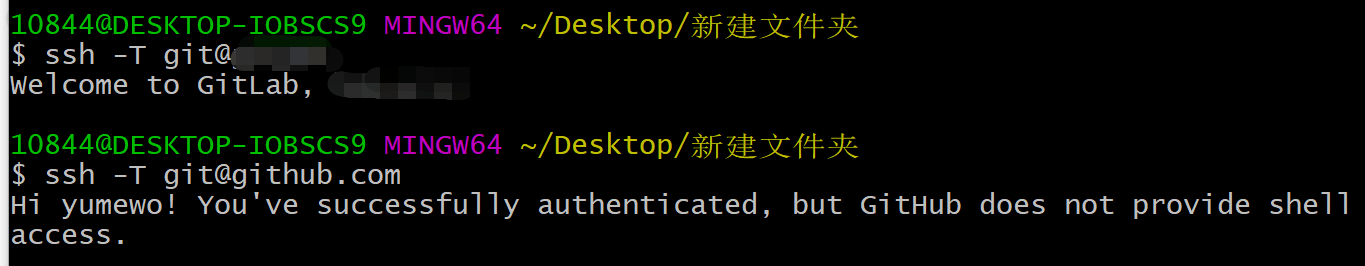 10844@DESKTOP-IOBSCS9 MINGW64 ~/Desktop/新建文件夹
$ ssh -T git@
Welcome to GitLab,
10844@DESKTOP-IOBSCS9 MINGW64 ~/Desktop/新建文件夹
$ ssh -T git@github.com
Hi yumewo! You've successfully authenticated, but GitHub does not provide shell
access.